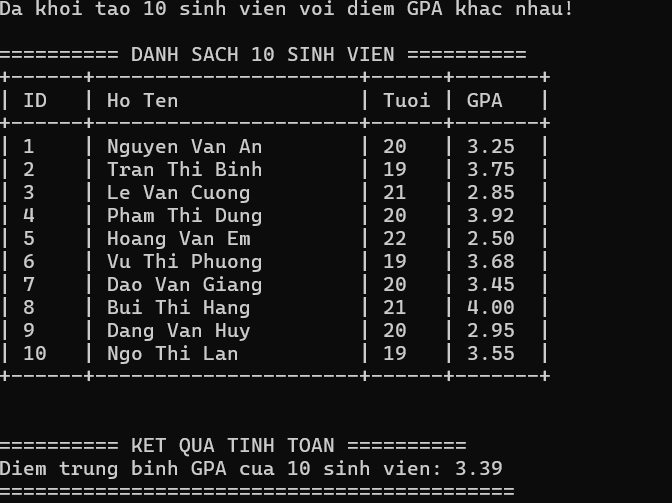 Da khoi tao 10 sinh vien voi diem GPA khac nhau!
========== DANH SACH 10 SINH VIEN ==========
+------+----------------------+------+-------+
| ID   | Ho Ten               | Tuoi | GPA   |
+------+----------------------+------+-------+
| 1    | Nguyen Van An        | 20   | 3.25  |
| 2    | Tran Thi Binh        | 19   | 3.75  |
| 3    | Le Van Cuong         | 21   | 2.85  |
| 4    | Pham Thi Dung        | 20   | 3.92  |
| 5    | Hoang Van Em         | 22   | 2.50  |
| 6    | Vu Thi Phuong        | 19   | 3.68  |
| 7    | Dao Van Giang        | 20   | 3.45  |
| 8    | Bui Thi Hang         | 21   | 4.00  |
| 9    | Dang Van Huy         | 20   | 2.95  |
| 10   | Ngo Thi Lan          | 19   | 3.55  |
+------+----------------------+------+-------+
========== KET QUA TINH TOAN ==========
Diem trung binh GPA cua 10 sinh vien: 3.39
===========================================